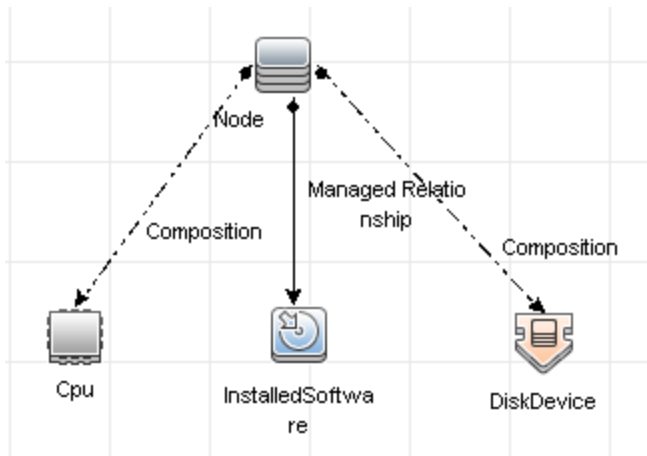 Node
Managed Relatio
nship
Composition
Composition
Cpu
InstalledSoftwa
re
DiskDevice